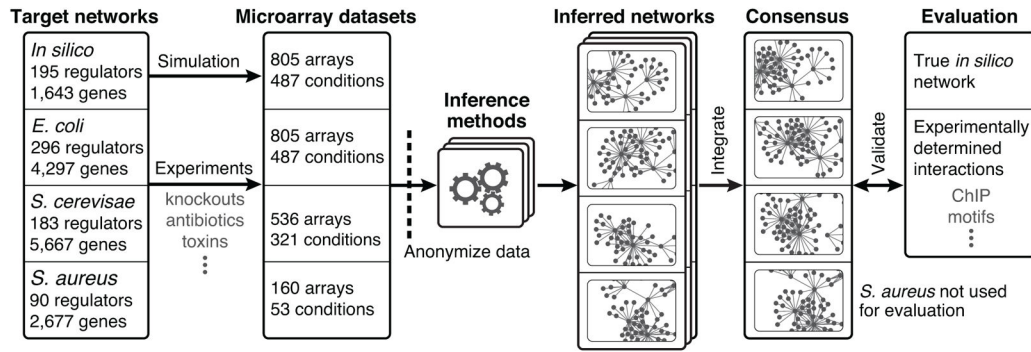 Target networks
In silico
195 regulators
1,643 genes
E. coli
296 regulators
4,297 genes
S. cerevisae
183 regulators
5,667 genes
S. aureus
90 regulators
2,677 genes
Simulation
Experiments
knockouts
antibiotics
toxins
Microarray datasets
805 arrays
487 conditions
805 arrays
487 conditions
536 arrays
321 conditions
160 arrays
53 conditions
Anonymize data
Inference
methods
Inferred networks
Integrate
Consensus
Validate
Evaluation
True in silico
network
Experimentally
determined
interactions
ChIP
motifs
S. aureus not used
for evaluation